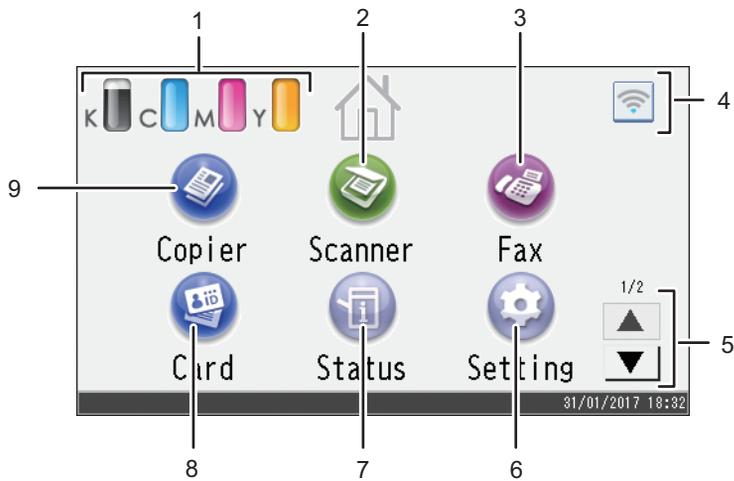 1 2 3
K C M Y
4
9
Copier Scanner Fax
1/2
5
Card Status Setting
31/01/2017 18:32
8 7 6